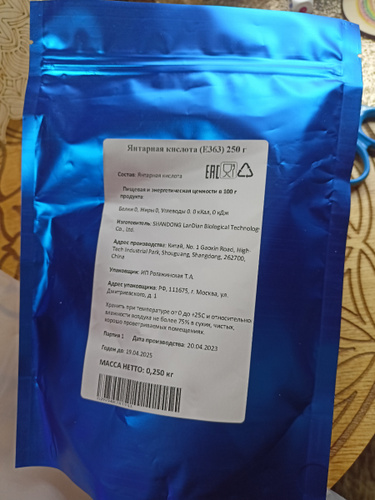 Янтарная кислота (E363) 250 г
EAC
Состав. Янтарная кислота
Пищевая и энергетическая ценности в 100 г
продукта
Белки 0, Жиры 0, Углеводы 0. 0 кКал, 0 кДж
Изготовитель: SHANDONG LanDian Biological Technology
Co., Ltd.
Адрес производства: Китай, No. 1 Gaoxin Road, High
Tech Industrial Park, Shouguang, Shangdong, 262700,
China
Упаковщик: ИП Розжинская Т.А.
Адрес упаковщика: РФ, 111675, г. Москва, ул.
Дмитриевского, д. 1
Хранить при температуре от 0 до +25С и относительно
влажности воздуха не более 75% в сухих, чистых,
хорошо проветриваемых помещениях.
Партия 1 Дата производства: 20.04.2023
Годен до: 19.04.2025
МАССА НЕТТО: 0,250 кг